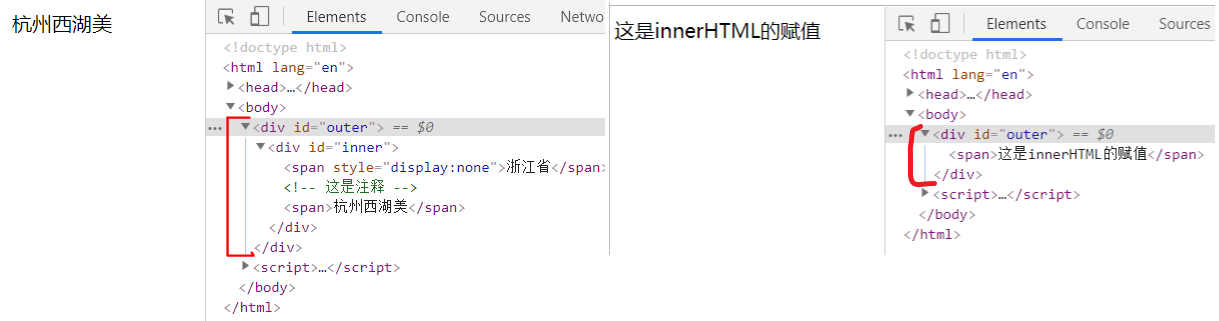 杭州西湖美
Elements Console Sources Netwo
<!doctype html>
<html lang="en">
<head>…</head>
<body>
<div id="outer"> == $0
<div id="inner">
<span style="display:none">浙江省</span>
<!-- 这是注释 -->
<span>杭州西湖美</span>
</div>
</div>
<script>…</script>
</body>
</html>
这是innerHTML的赋值
Elements Console Sources
<!doctype html>
<html lang="en">
<head>…</head>
<body>
<div id="outer"> == $0
<span>这是innerHTML的赋值</span>
</div>
<script>…</script>
</body>
</html>